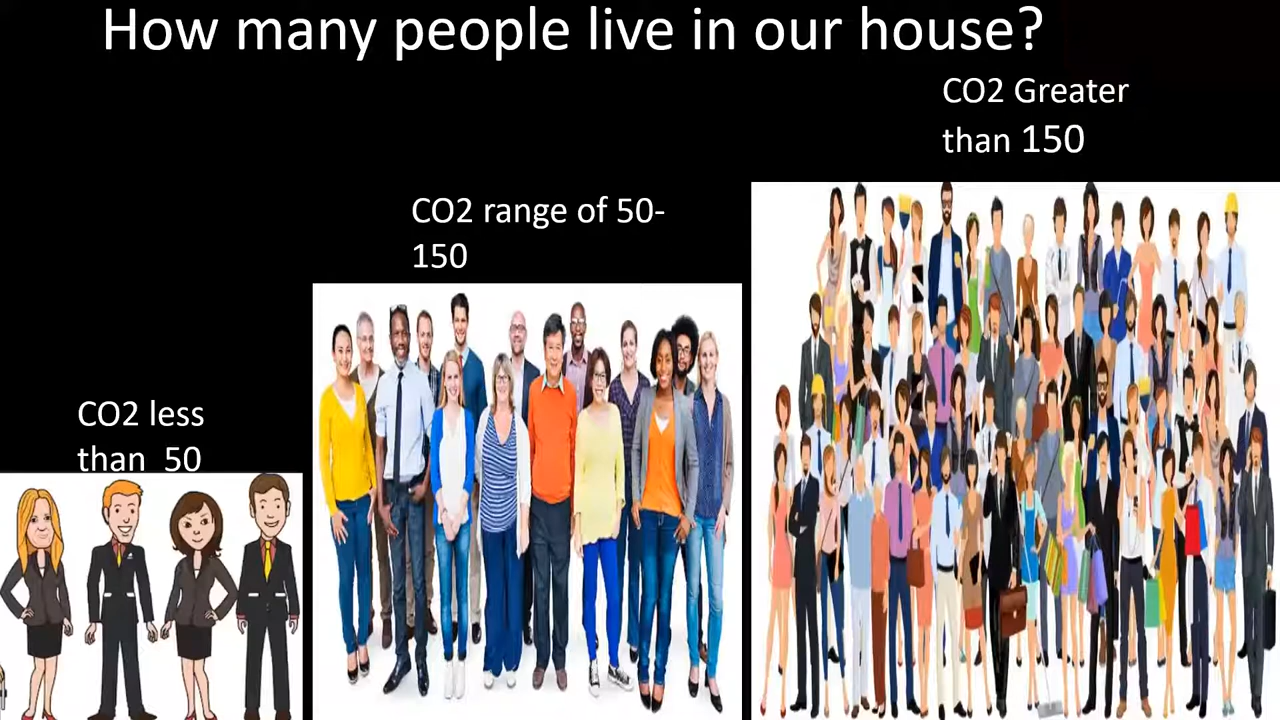 How many people live in our house?
CO2 Greater
than 150
CO2 range of 50-
150
CO2 less
than  50